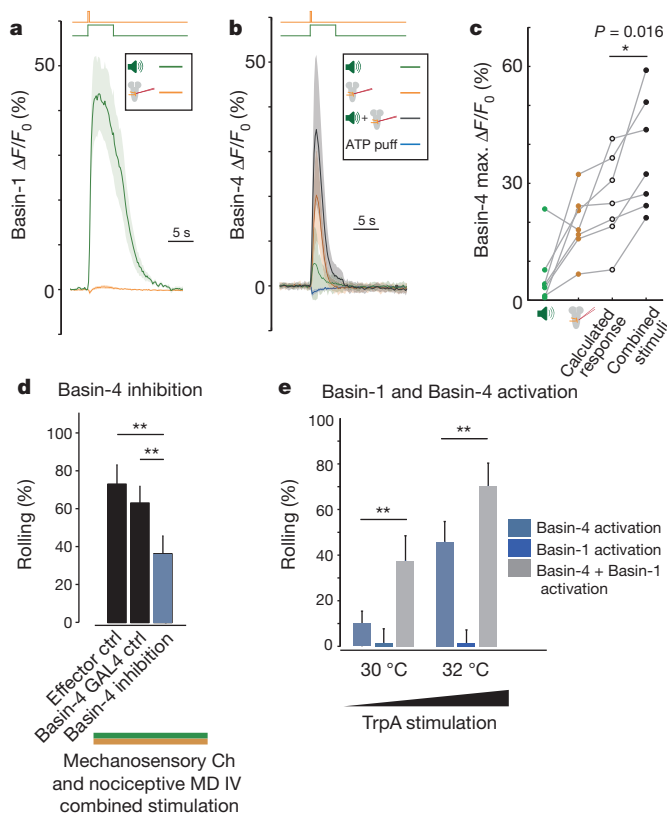 a
Basin-1 ΔF/F0 (%)
50
0
5 s
b
Basin-4 ΔF/F0 (%)
50
0
+
ATP puff
5 s
c
P = 0.016
*
Basin-4 max. ΔF/F0 (%)
60
30
0
Calculated
response
Combined
stimuli
d
Basin-4 inhibition
Rolling (%)
100
80
60
40
20
0
**
**
Effector ctrl
Basin-4 GAL4 ctrl
Basin-4 inhibition
Mechanosensory Ch
and nociceptive MD IV
combined stimulation
e
Basin-1 and Basin-4 activation
Rolling (%)
100
80
60
40
20
0
**
**
30 °C
32 °C
TrpA stimulation
Basin-4 activation
Basin-1 activation
Basin-4 + Basin-1
activation